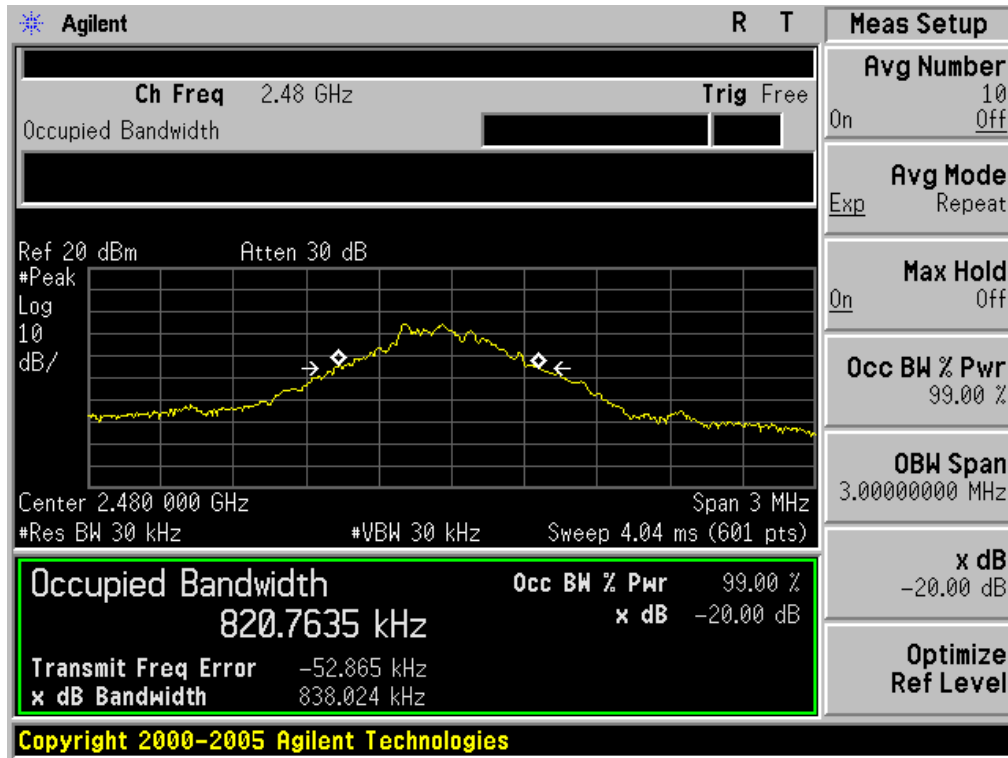 Agilent R T
Ch Freq 2.48 GHz Trig Free
Occupied Bandwidth
Ref 20 dBm Atten 30 dB
#Peak
Log
10
dB/
Center 2.480 000 GHz Span 3 MHz
#Res BW 30 kHz #VBW 30 kHz Sweep 4.04 ms (601 pts)
Occupied Bandwidth Occ BW % Pwr 99.00 %
820.7635 kHz x dB -20.00 dB
Transmit Freq Error -52.865 kHz
x dB Bandwidth 838.024 kHz
Copyright 2000-2005 Agilent Technologies
Meas Setup
Avg Number
10
On Off
Avg Mode
Exp Repeat
Max Hold
On Off
Occ BW % Pwr
99.00 %
OBW Span
3.00000000 MHz
x dB
-20.00 dB
Optimize
Ref Level